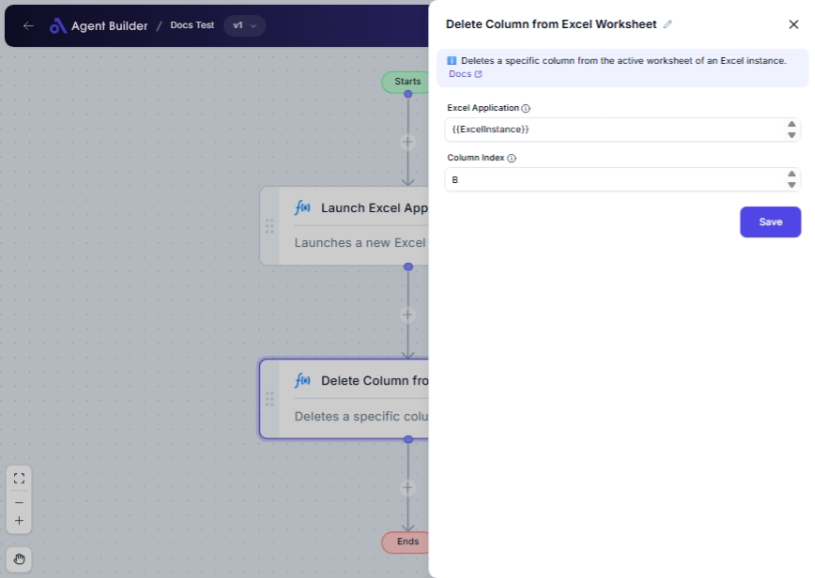 Agent Builder / Docs Test v1
Starts
Launch Excel App
Launches a new Excel
Delete Column fro
Deletes a specific colu
Ends
Delete Column from Excel Worksheet
Deletes a specific column from the active worksheet of an Excel instance.
Docs
Excel Application
{{ExcelInstance}}
Column Index
B
Save